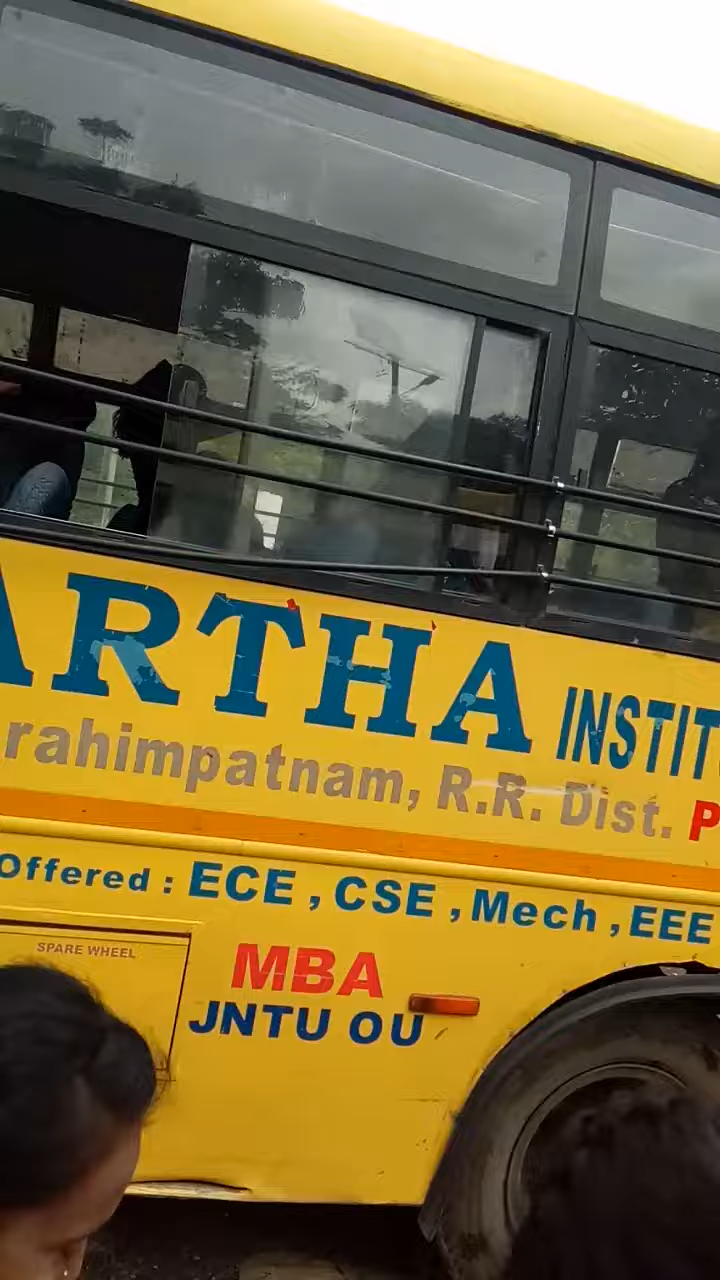 ARTHA INSTIT
rahimpatnam, R.R. Dist. P
Offered : ECE , CSE , Mech , EEE
SPARE WHEEL
MBA
JNTU OU